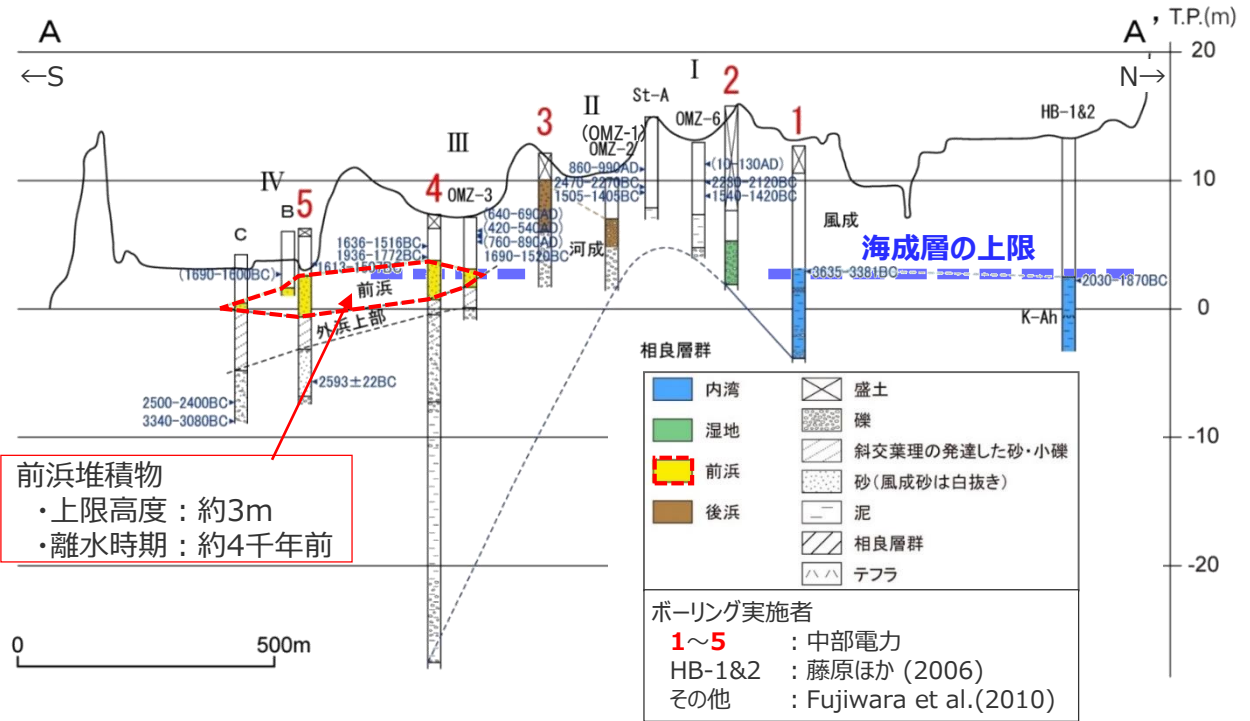 A
A'
T.P.(m)
←S
N→
20
10
0
-10
-20
I
II
III
IV
St-A
OMZ-6
2
1
HB-1&2
3
(OMZ-1)
OMZ-2
4
OMZ-3
B
5
C
860-990AD
2470-2270BC
1505-1405BC
(10-130AD)
2230-2120BC
1540-1420BC
(640-690AD)
(420-540AD)
(760-890AD)
1690-1520BC
1636-1516BC
1936-1772BC
(1690-1600BC)
風成
河成
海成層の上限
3635-3381BC
2030-1870BC
K-Ah
前浜
外浜上部
2593±22BC
2500-2400BC
3340-3080BC
相良層群
前浜堆積物
・上限高度：約3m
・離水時期：約4千年前
内湾
湿地
前浜
後浜
盛土
礫
斜交葉理の発達した砂・小礫
砂(風成砂は白抜き)
泥
相良層群
テフラ
ボーリング実施者
1～5 ：中部電力
HB-1&2 ：藤原ほか (2006)
その他 ：Fujiwara et al.(2010)
0
500m